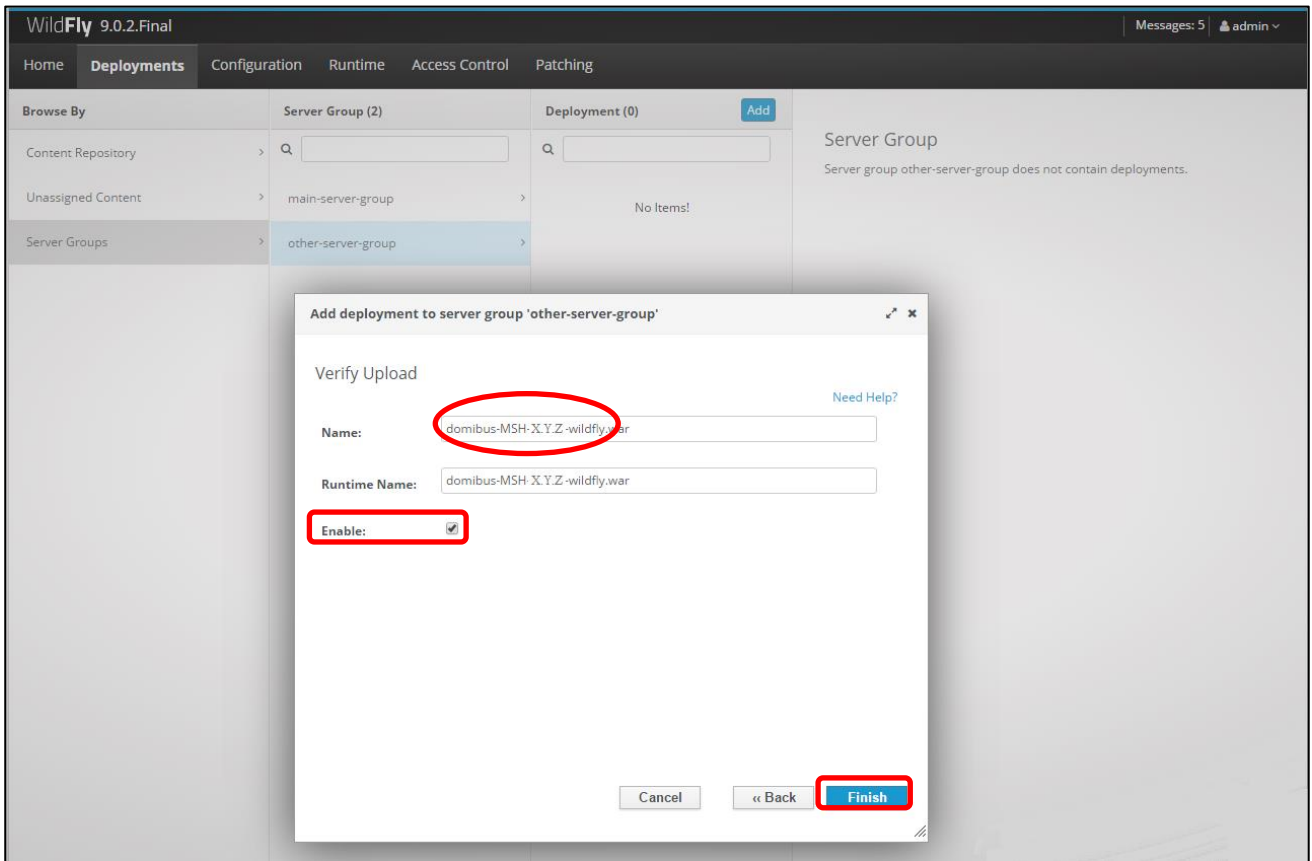 WildFly 9.0.2.Final
Messages: 5 admin
Home Deployments Configuration Runtime Access Control Patching
Browse By
Content Repository
Unassigned Content
Server Groups
Server Group (2)
main-server-group
other-server-group
Deployment (0) Add
No Items!
Server Group
Server group other-server-group does not contain deployments.
Add deployment to server group 'other-server-group'
Verify Upload
Need Help?
Name: domibus-MSH-X.Y.Z-wildfly.war
Runtime Name: domibus-MSH-X.Y.Z-wildfly.war
Enable:
Cancel ‹‹ Back Finish